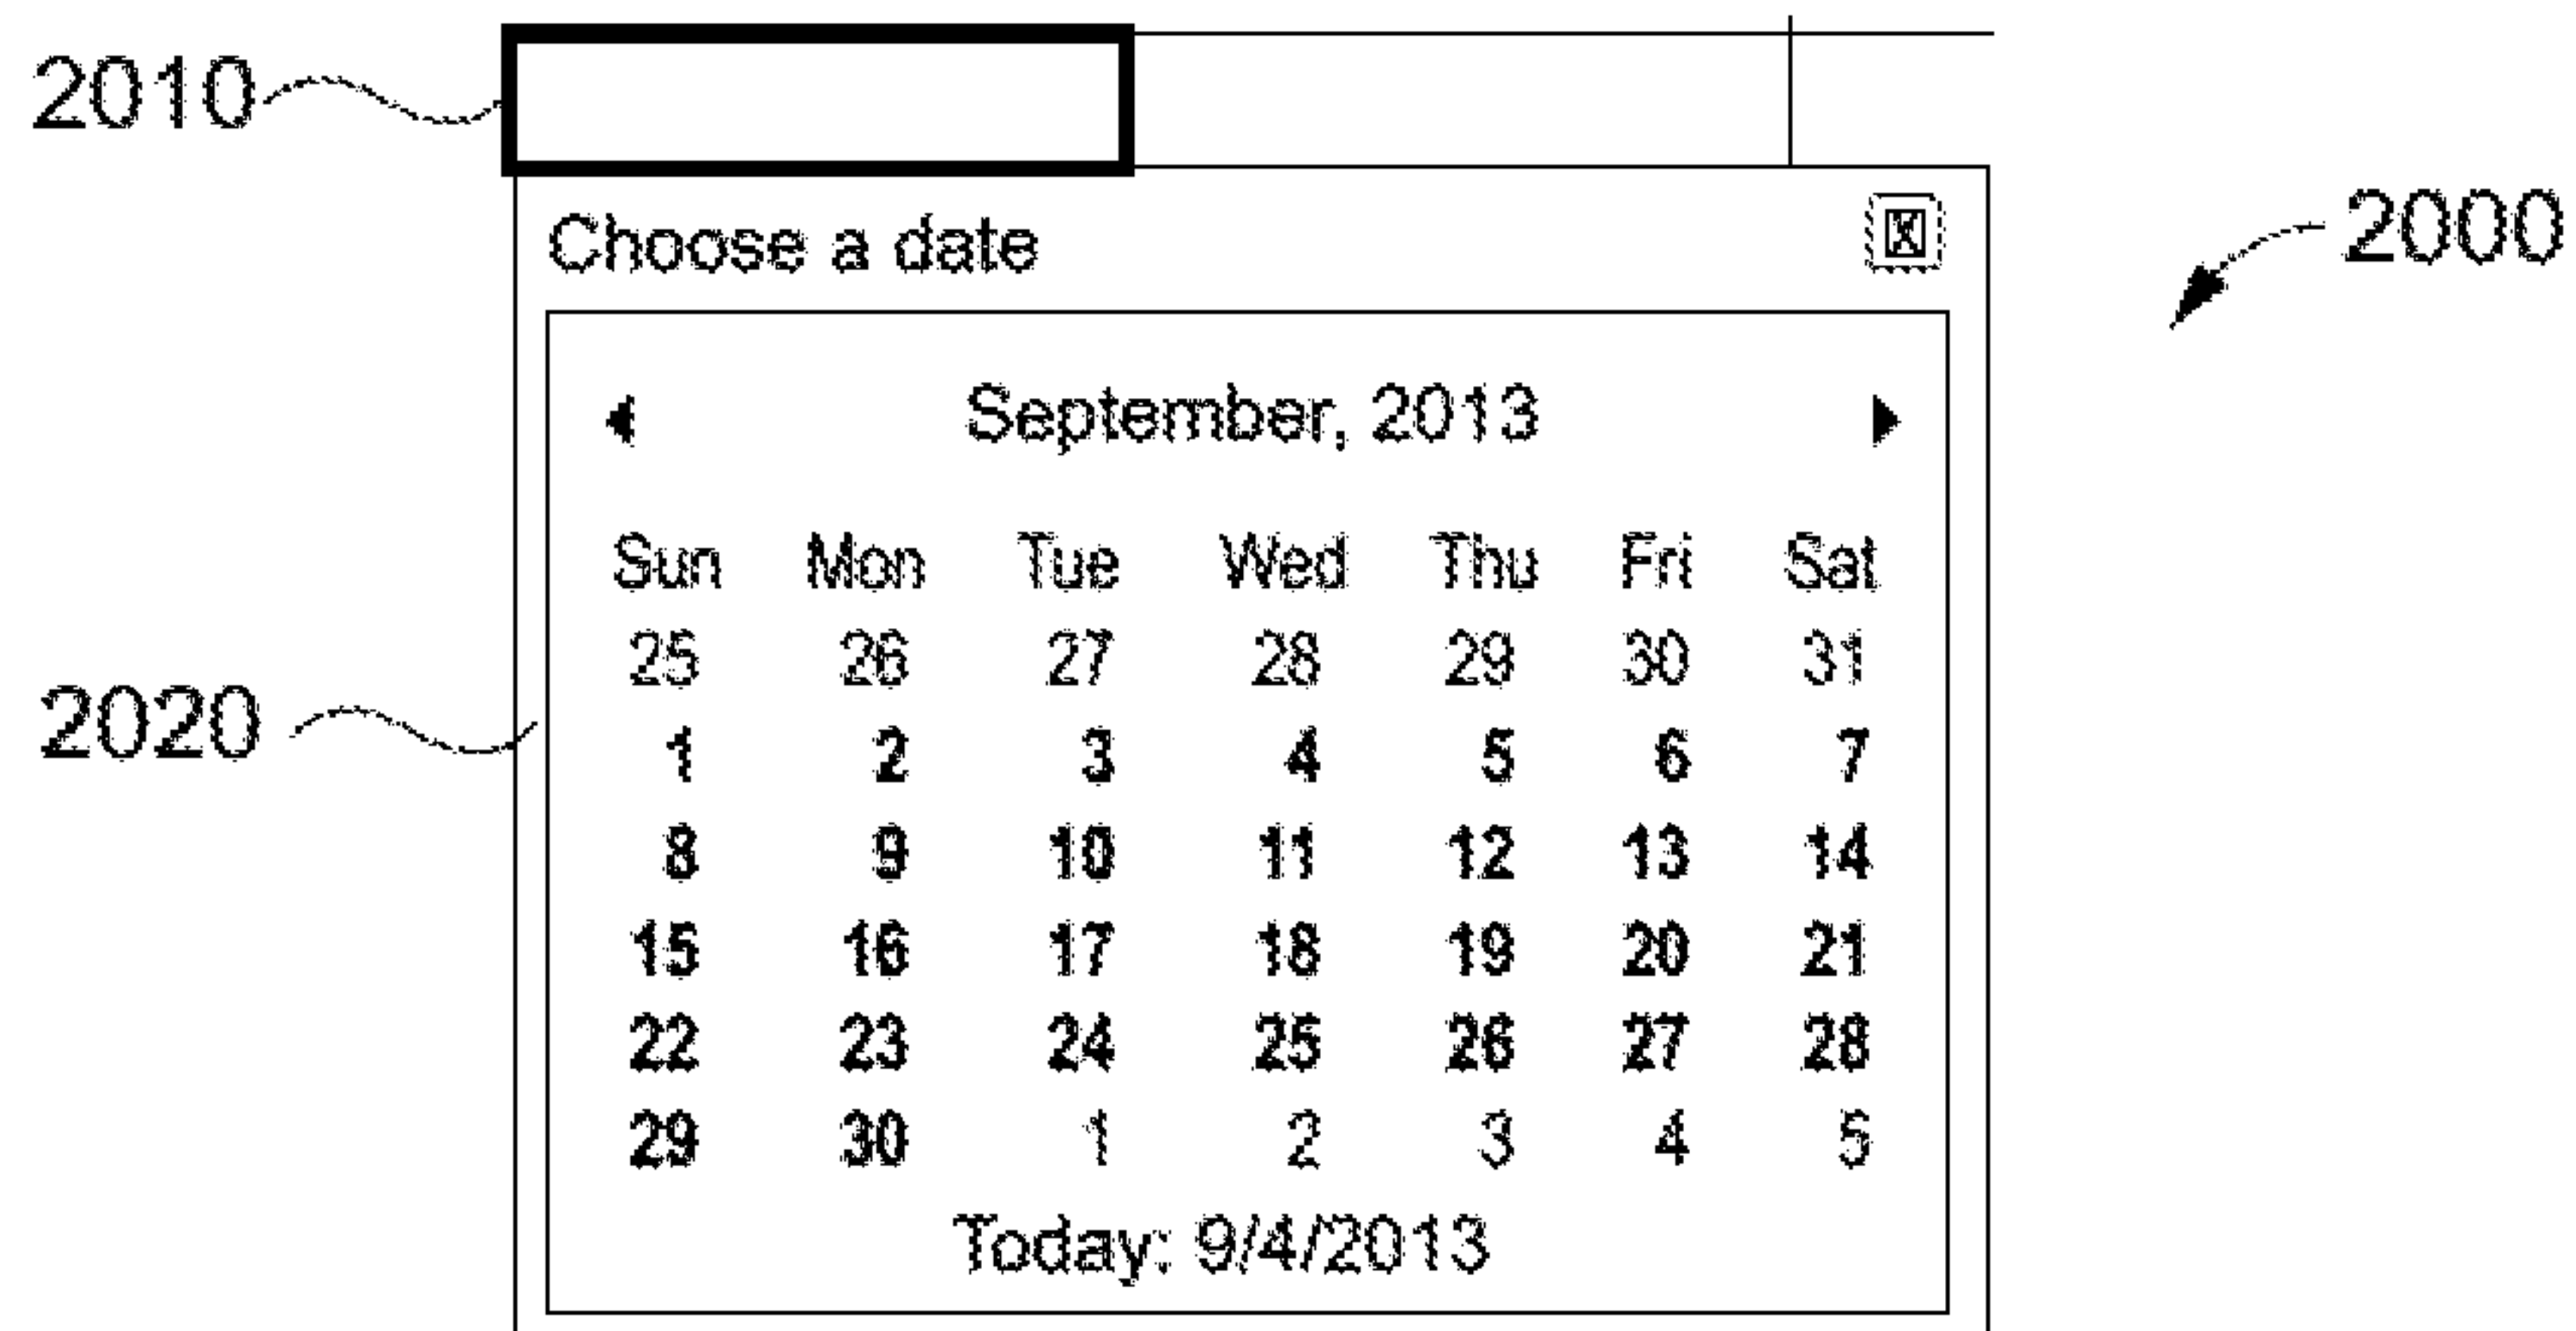 2010
Choose a date
2000
September, 2013
Sun Mon Tue Wed Thu Fri Sat
25 26 27 28 29 30 31
2020
1 2 3 4 5 6 7
8 9 10 11 12 13 14
15 16 17 18 19 20 21
22 23 24 25 26 27 28
29 30 1 2 3 4 5
Today: 9/4/2013